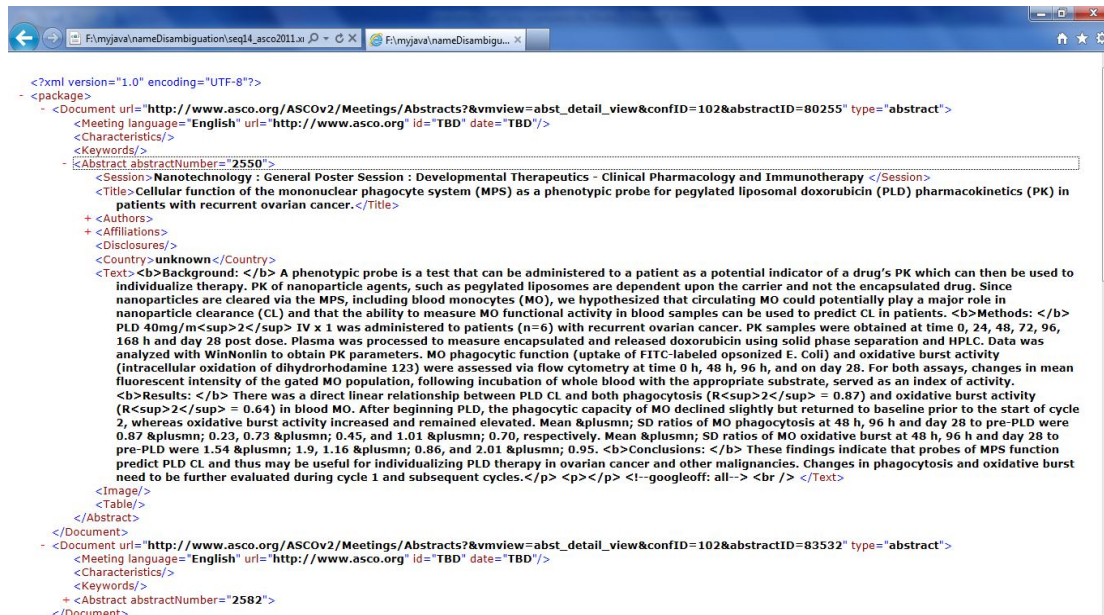 F:\myjava\nameDisambiguation\seq14_asco2011.xi
F:\myjava\nameDisambigu...
<?xml version="1.0" encoding="UTF-8"?>
- <package>
- <Document url="http://www.asco.org/ASCOv2/Meetings/Abstracts?&vmview=abst_detail_view&confID=102&abstractID=80255" type="abstract">
<Meeting language="English" url="http://www.asco.org" id="TBD" date="TBD"/>
<Characteristics/>
<Keywords/>
- <Abstract abstractNumber="2550">
<Session>Nanotechnology : General Poster Session : Developmental Therapeutics - Clinical Pharmacology and Immunotherapy </Session>
<Title>Cellular function of the mononuclear phagocyte system (MPS) as a phenotypic probe for pegylated liposomal doxorubicin (PLD) pharmacokinetics (PK) in
patients with recurrent ovarian cancer.</Title>
+ <Authors>
+ <Affiliations>
<Disclosures/>
<Country>unknown</Country>
<Text><b>Background: </b> A phenotypic probe is a test that can be administered to a patient as a potential indicator of a drug's PK which can then be used to
individualize therapy. PK of nanoparticle agents, such as pegylated liposomes are dependent upon the carrier and not the encapsulated drug. Since
nanoparticles are cleared via the MPS, including blood monocytes (MO), we hypothesized that circulating MO could potentially play a major role in
nanoparticle clearance (CL) and that the ability to measure MO functional activity in blood samples can be used to predict CL in patients. <b>Methods: </b>
PLD 40mg/m<sup>2</sup> IV x 1 was administered to patients (n=6) with recurrent ovarian cancer. PK samples were obtained at time 0, 24, 48, 72, 96,
168 h and day 28 post dose. Plasma was processed to measure encapsulated and released doxorubicin using solid phase separation and HPLC. Data was
analyzed with WinNonlin to obtain PK parameters. MO phagocytic function (uptake of FITC-labeled opsonized E. Coli) and oxidative burst activity
(intracellular oxidation of dihydrorhodamine 123) were assessed via flow cytometry at time 0 h, 48 h, 96 h, and on day 28. For both assays, changes in mean
fluorescent intensity of the gated MO population, following incubation of whole blood with the appropriate substrate, served as an index of activity.
<b>Results: </b> There was a direct linear relationship between PLD CL and both phagocytosis (R<sup>2</sup> = 0.87) and oxidative burst activity
(R<sup>2</sup> = 0.64) in blood MO. After beginning PLD, the phagocytic capacity of MO declined slightly but returned to baseline prior to the start of cycle
2, whereas oxidative burst activity increased and remained elevated. Mean &plusmn; SD ratios of MO phagocytosis at 48 h, 96 h and day 28 to pre-PLD were
0.87 &plusmn; 0.23, 0.73 &plusmn; 0.45, and 1.01 &plusmn; 0.70, respectively. Mean &plusmn; SD ratios of MO oxidative burst at 48 h, 96 h and day 28 to
pre-PLD were 1.54 &plusmn; 1.9, 1.16 &plusmn; 0.86, and 2.01 &plusmn; 0.95. <b>Conclusions: </b> These findings indicate that probes of MPS function
predict PLD CL and thus may be useful for individualizing PLD therapy in ovarian cancer and other malignancies. Changes in phagocytosis and oxidative burst
need to be further evaluated during cycle 1 and subsequent cycles.</p> <p></p> <!--googleoff: all--> <br /> </Text>
<Image/>
<Table/>
</Abstract>
</Document>
- <Document url="http://www.asco.org/ASCOv2/Meetings/Abstracts?&vmview=abst_detail_view&confID=102&abstractID=83532" type="abstract">
<Meeting language="English" url="http://www.asco.org" id="TBD" date="TBD"/>
<Characteristics/>
<Keywords/>
+ <Abstract abstractNumber="2582">
</Document>